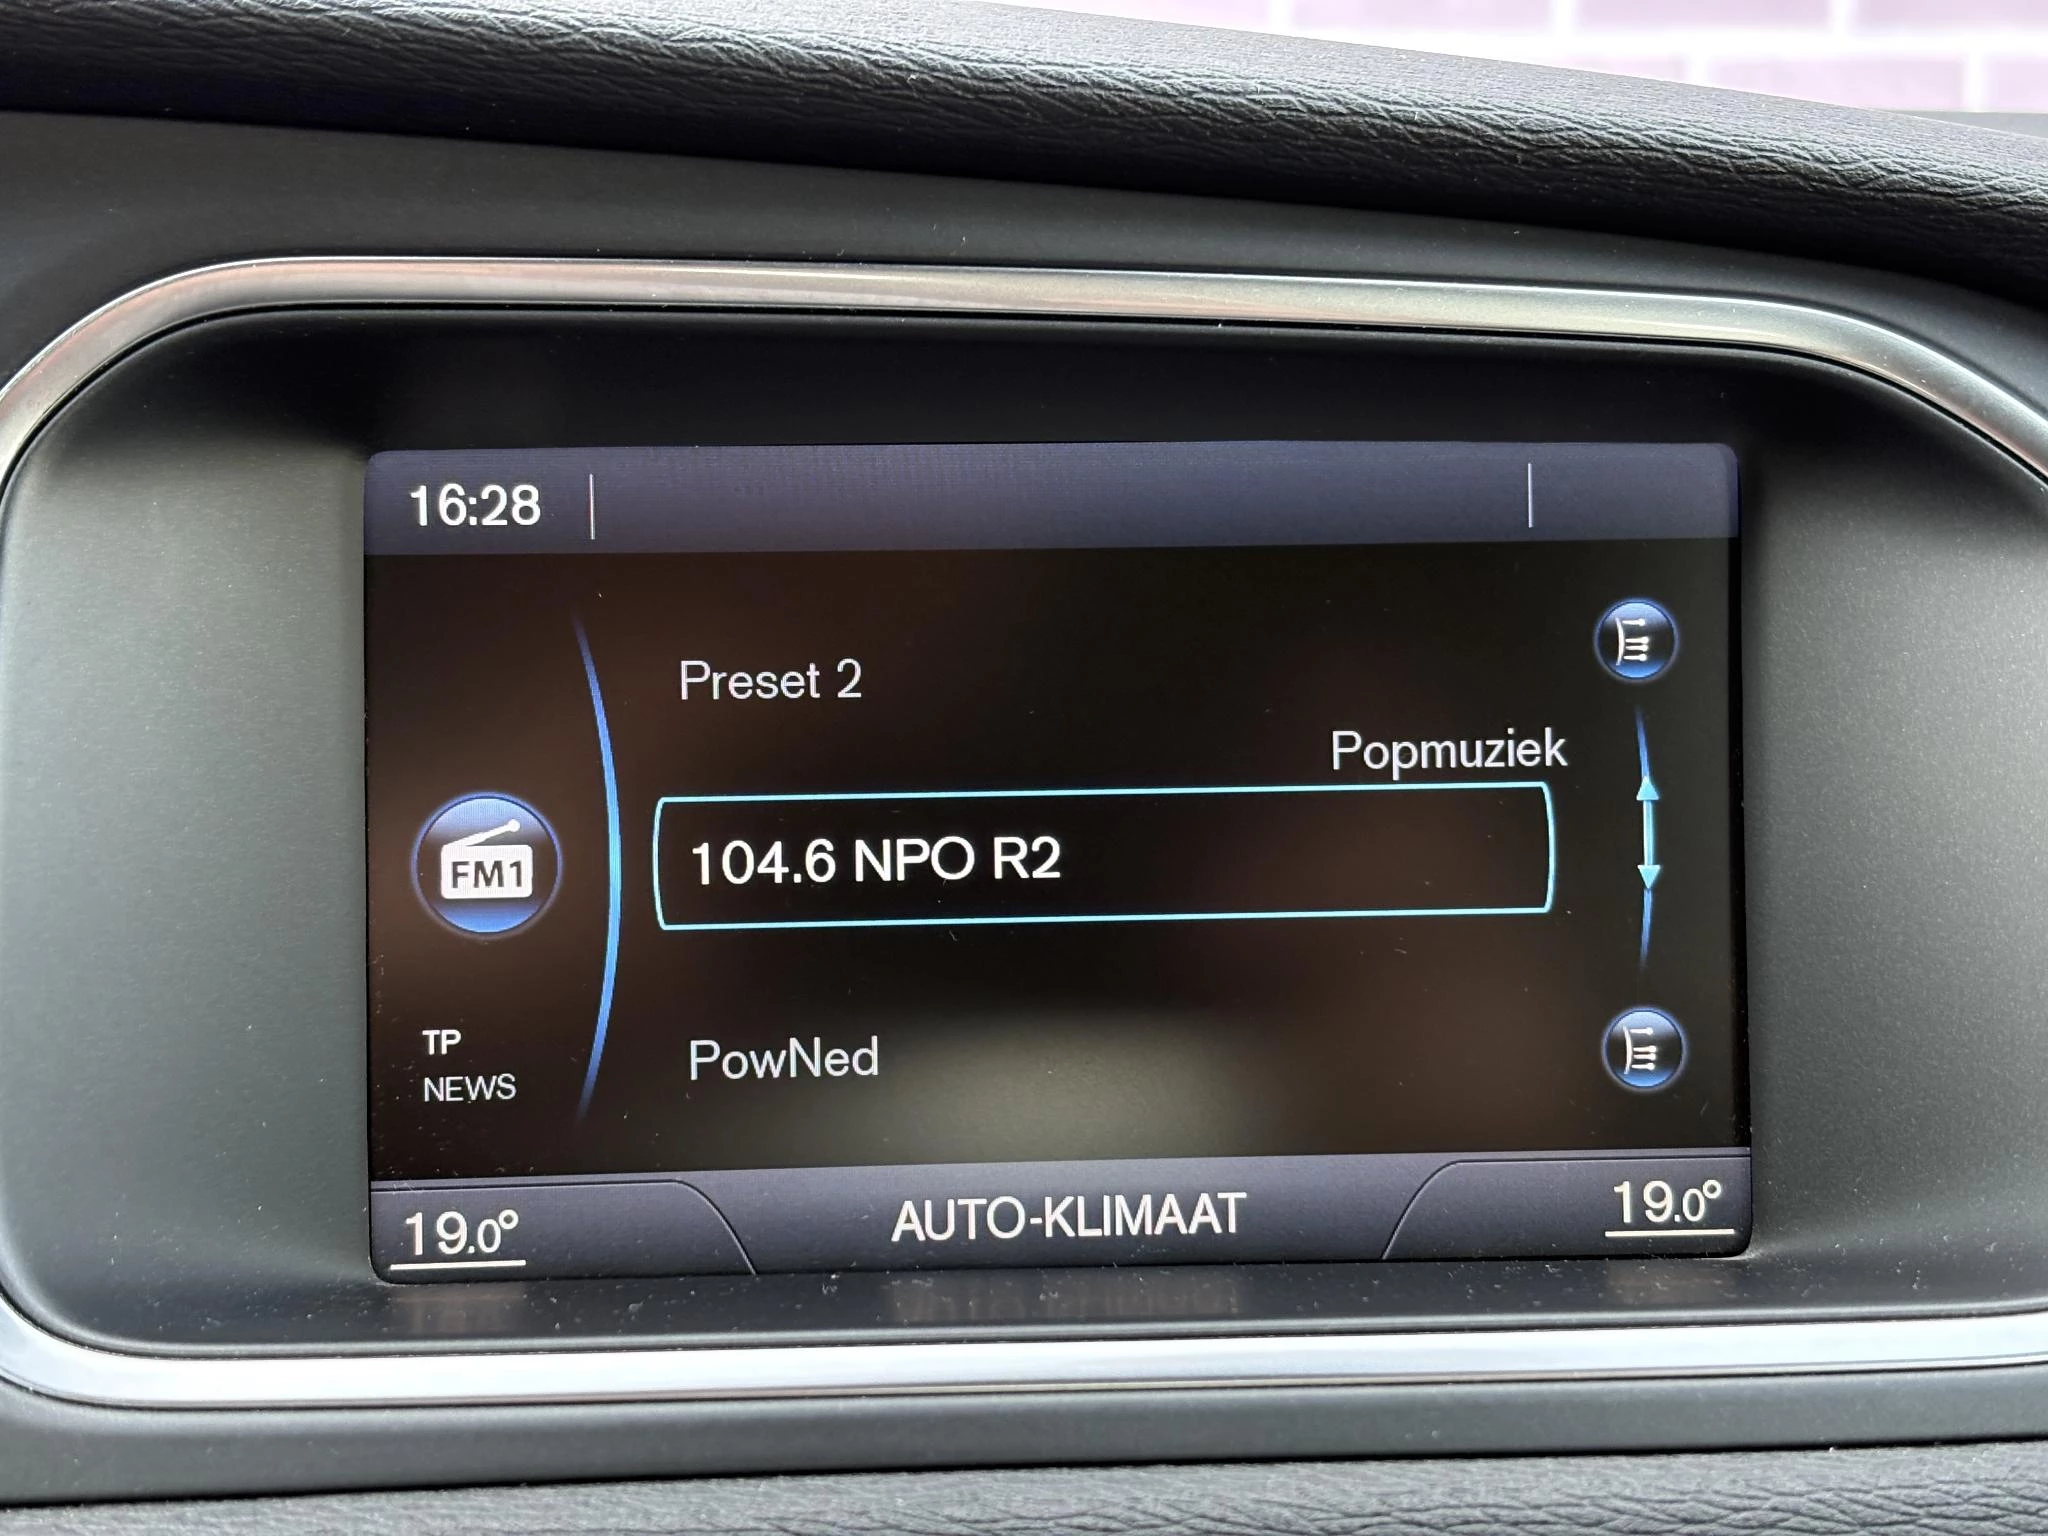 16:28
Preset 2
Popmuziek
104.6 NPO R2
FM1
TP
NEWS
PowNed
19.0°
AUTO-KLIMAAT
19.0°